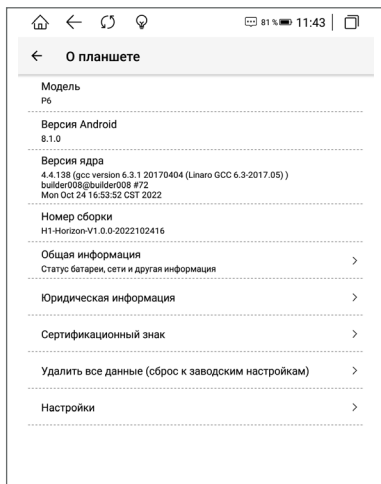 81 % 11:43
О планшете
Модель
P6
Версия Android
8.1.0
Версия ядра
4.4.138 (gcc version 6.3.1 20170404 (Linaro GCC 6.3-2017.05) )
builder008@builder008 #72
Mon Oct 24 16:53:52 CST 2022
Номер сборки
H1-Horizon-V1.0.0-2022102416
Общая информация
Статус батареи, сети и другая информация
Юридическая информация
Сертификационный знак
Удалить все данные (сброс к заводским настройкам)
Настройки